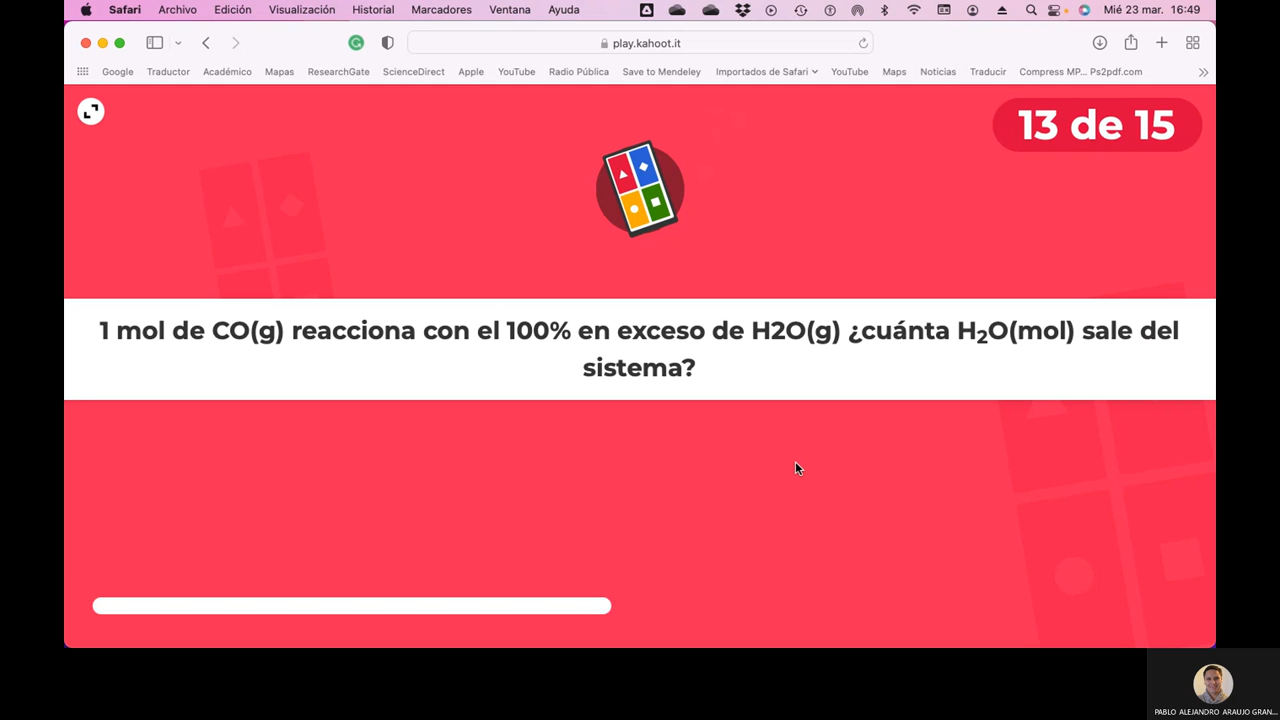 Safari Archivo Edición Visualización Historial Marcadores Ventana Ayuda Mié 23 mar. 16:49
play.kahoot.it
Google Traductor Académico Mapas ResearchGate ScienceDirect Apple YouTube Radio Pública Save to Mendeley Importados de Safari YouTube Maps Noticias Traducir Compress MP... Ps2pdf.com
13 de 15
1 mol de CO(g) reacciona con el 100% en exceso de H2O(g) ¿cuánta H₂O(mol) sale del
sistema?
PABLO ALEJANDRO ARAUJO GRAN...